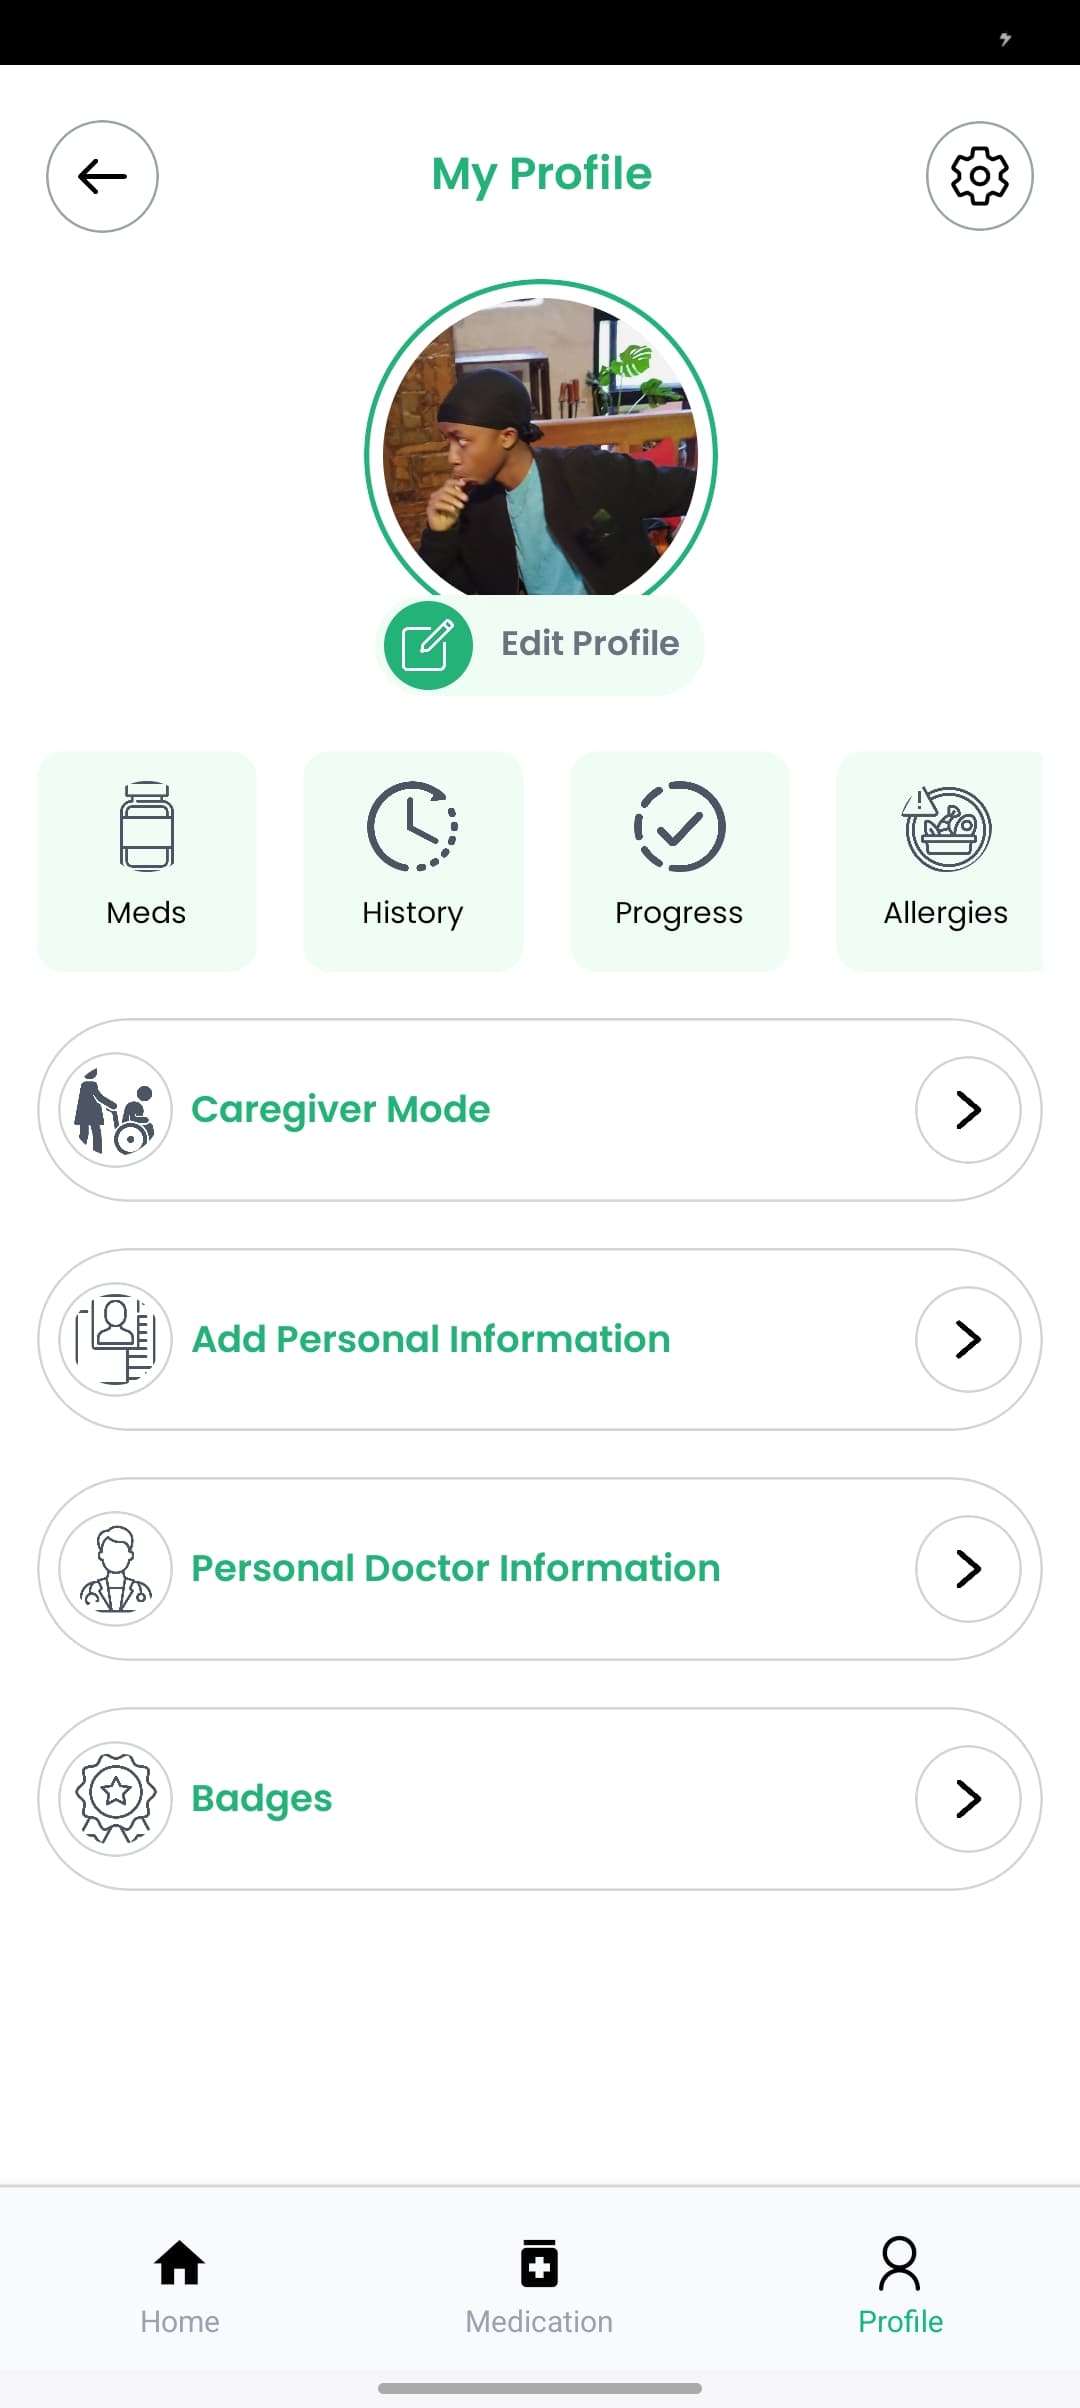 My Profile
Edit Profile
Meds
History
Progress
Allergies
Caregiver Mode
Add Personal Information
Personal Doctor Information
Badges
Home
Medication
Profile